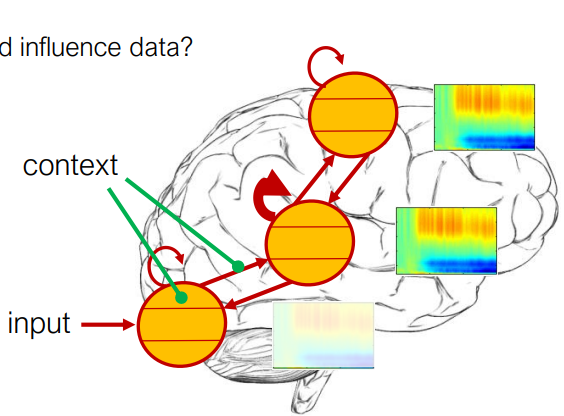 d influence data?
context
input